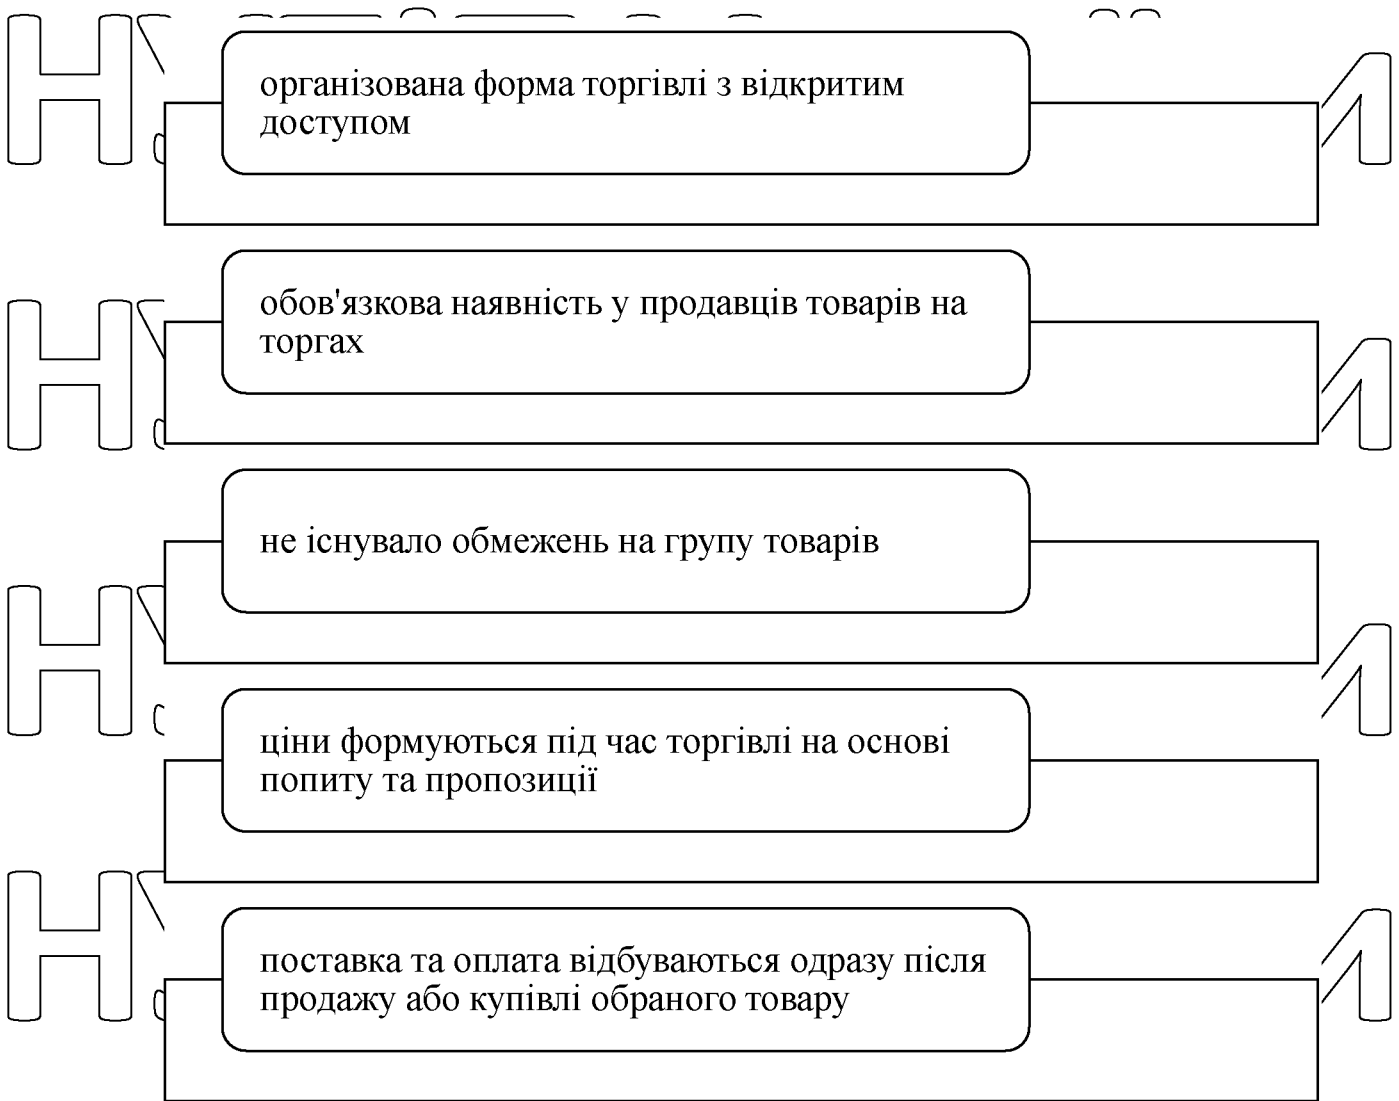 організована форма торгівлі з відкритим
доступом
обов'язкова наявність у продавців товарів на
торгах
не існувало обмежень на групу товарів
ціни формуються під час торгівлі на основі
попиту та пропозиції
поставка та оплата відбуваються одразу після
продажу або купівлі обраного товару